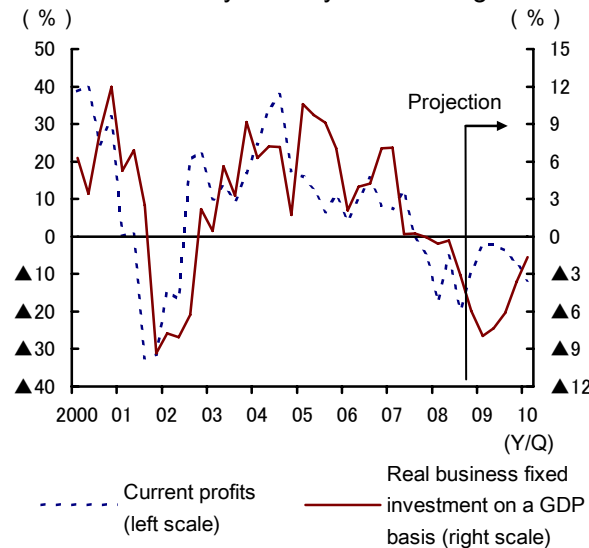 ( % ) ( % )
50 15
40 12
30 9
20 6
10 3
0 0
▲10 ▲3
▲20 ▲6
▲30 ▲9
▲40 ▲12
Projection
2000 01 02 03 04 05 06 07 08 09 10
(Y/Q)
Current profits
(left scale)
Real business fixed
investment on a GDP
basis (right scale)